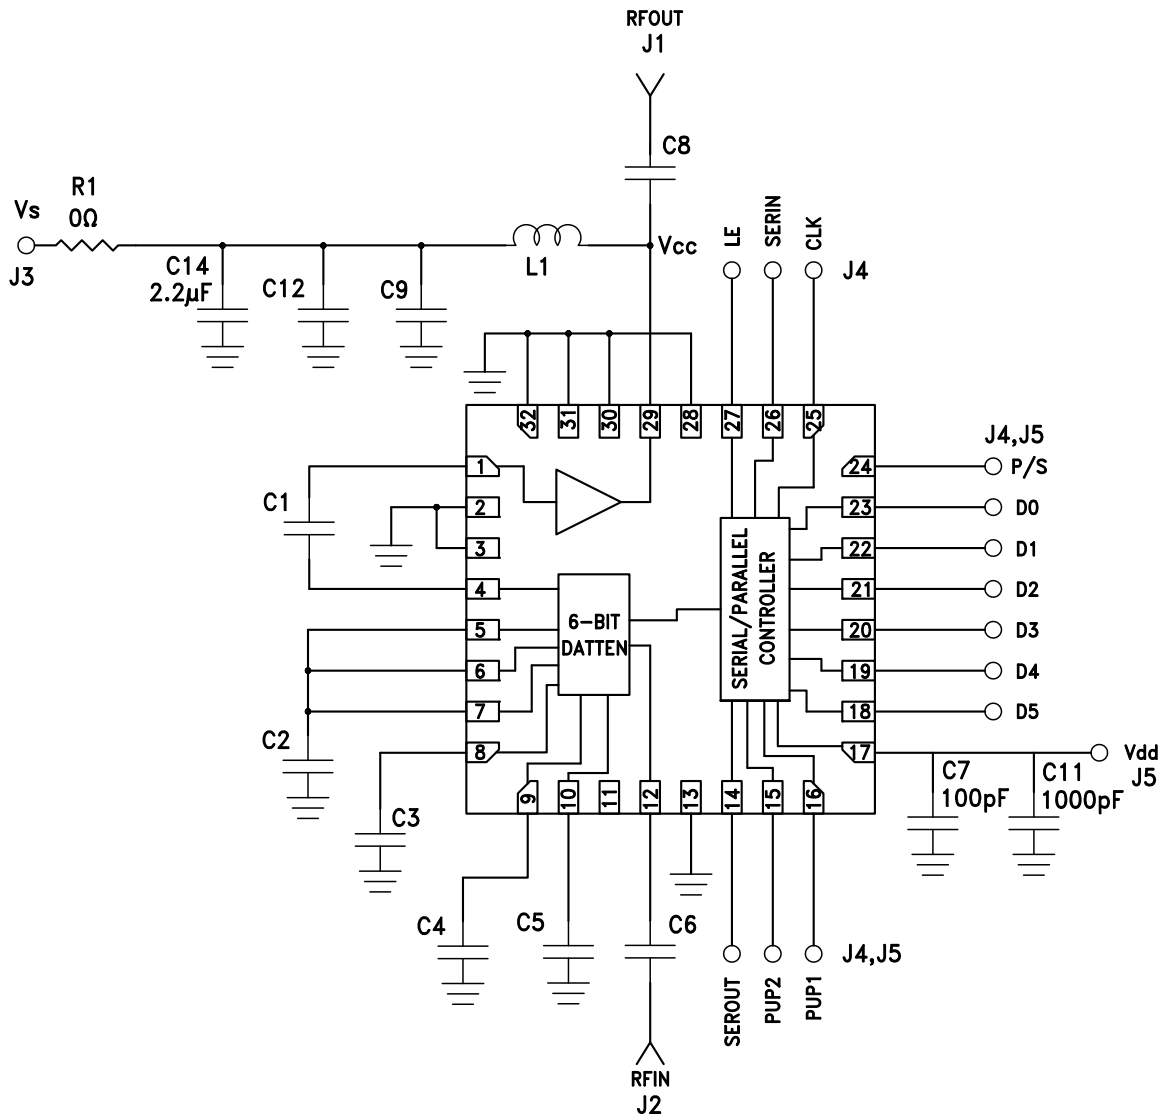 RFOUT
J1
C8
R1
0Ω
Vs
J3
C14
2.2µF
C12
C9
L1
Vcc
LE
SERIN
CLK
J4
32
31
30
29
28
27
26
25
J4,J5
1
24
P/S
C1
2
23
D0
3
22
D1
4
21
D2
5
20
D3
6
19
D4
7
18
D5
8
17
6-BIT
DATTEN
SERIAL/PARALLEL
CONTROLLER
C2
Vdd
J5
C7
100pF
C11
1000pF
9
10
11
12
13
14
15
16
C3
C4
C5
C6
J4,J5
SEROUT
PUP2
PUP1
RFIN
J2